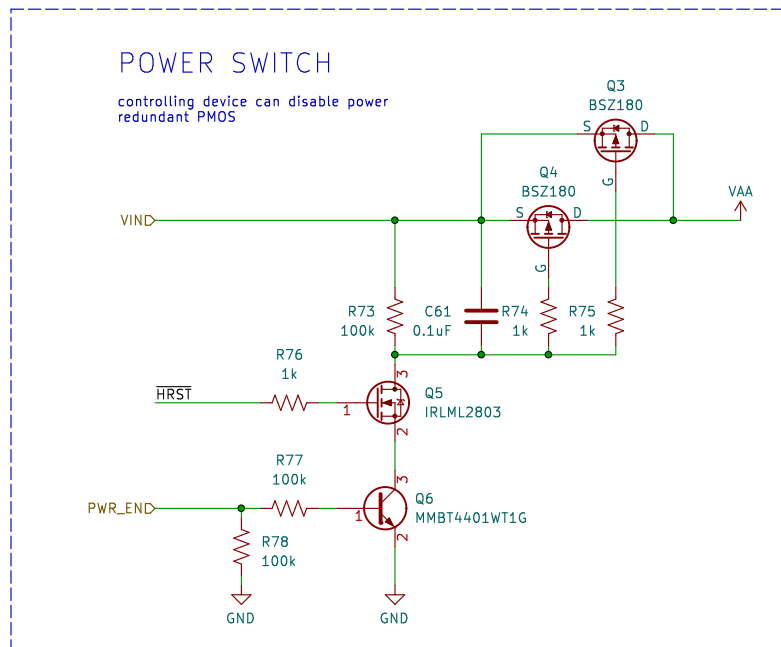 POWER SWITCH
controlling device can disable power
redundant PMOS
Q3
BSZ180
S
D
G
Q4
BSZ180
S
D
G
VAA
VIN
R73
100k
C61
0.1uF
R74
1k
R75
1k
R76
1k
HRST
1
3
2
Q5
IRLML2803
R77
100k
PWR_EN
1
3
2
Q6
MMBT4401WT1G
R78
100k
GND
GND